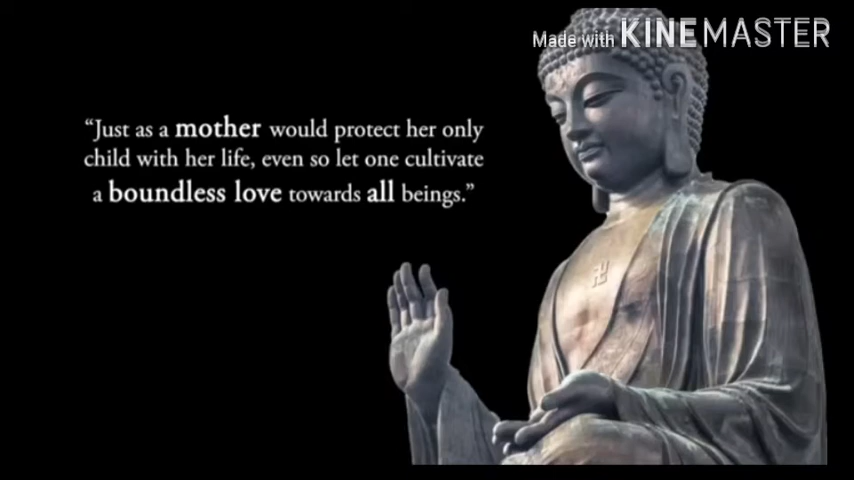 Made with KINEMASTER
“Just as a mother would protect her only
child with her life, even so let one cultivate
a boundless love towards all beings.”
卍